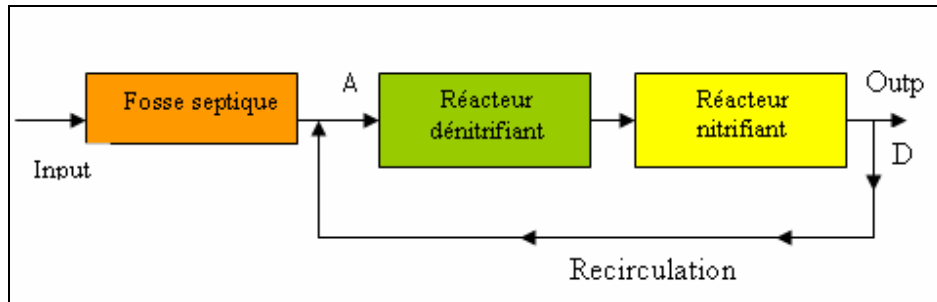 Fosse septique
A
Réacteur
dénitrifiant
Réacteur
nitrifiant
Outp
D
Input
Recirculation